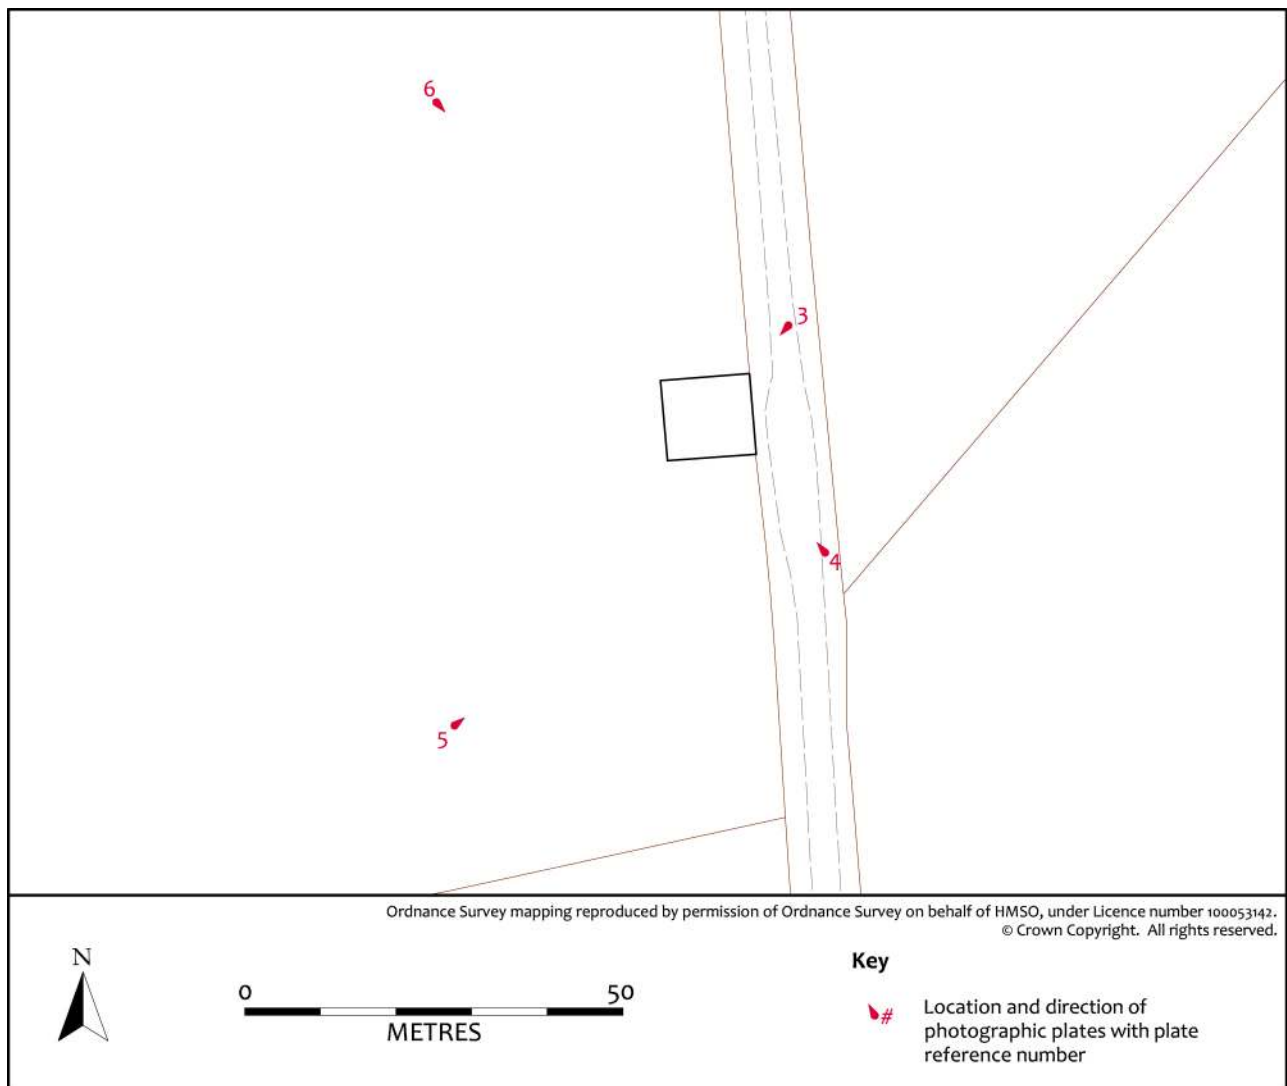 6
3
4
5
Ordnance Survey mapping reproduced by permission of Ordnance Survey on behalf of HMSO, under Licence number 100053142.
© Crown Copyright. All rights reserved.
N
0 50
METRES
Key
# Location and direction of
photographic plates with plate
reference number